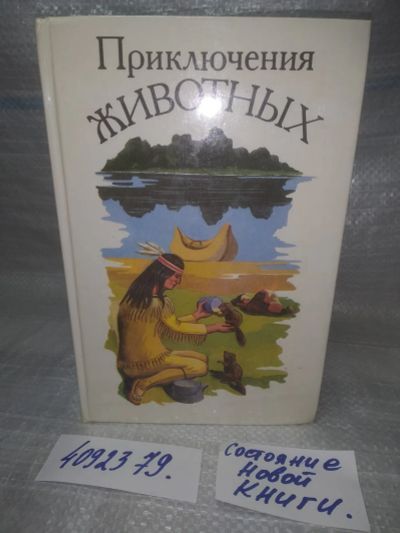 Приключения
ЖИВОТНЫХ
4092379.
Состояние
Новой
Книги.